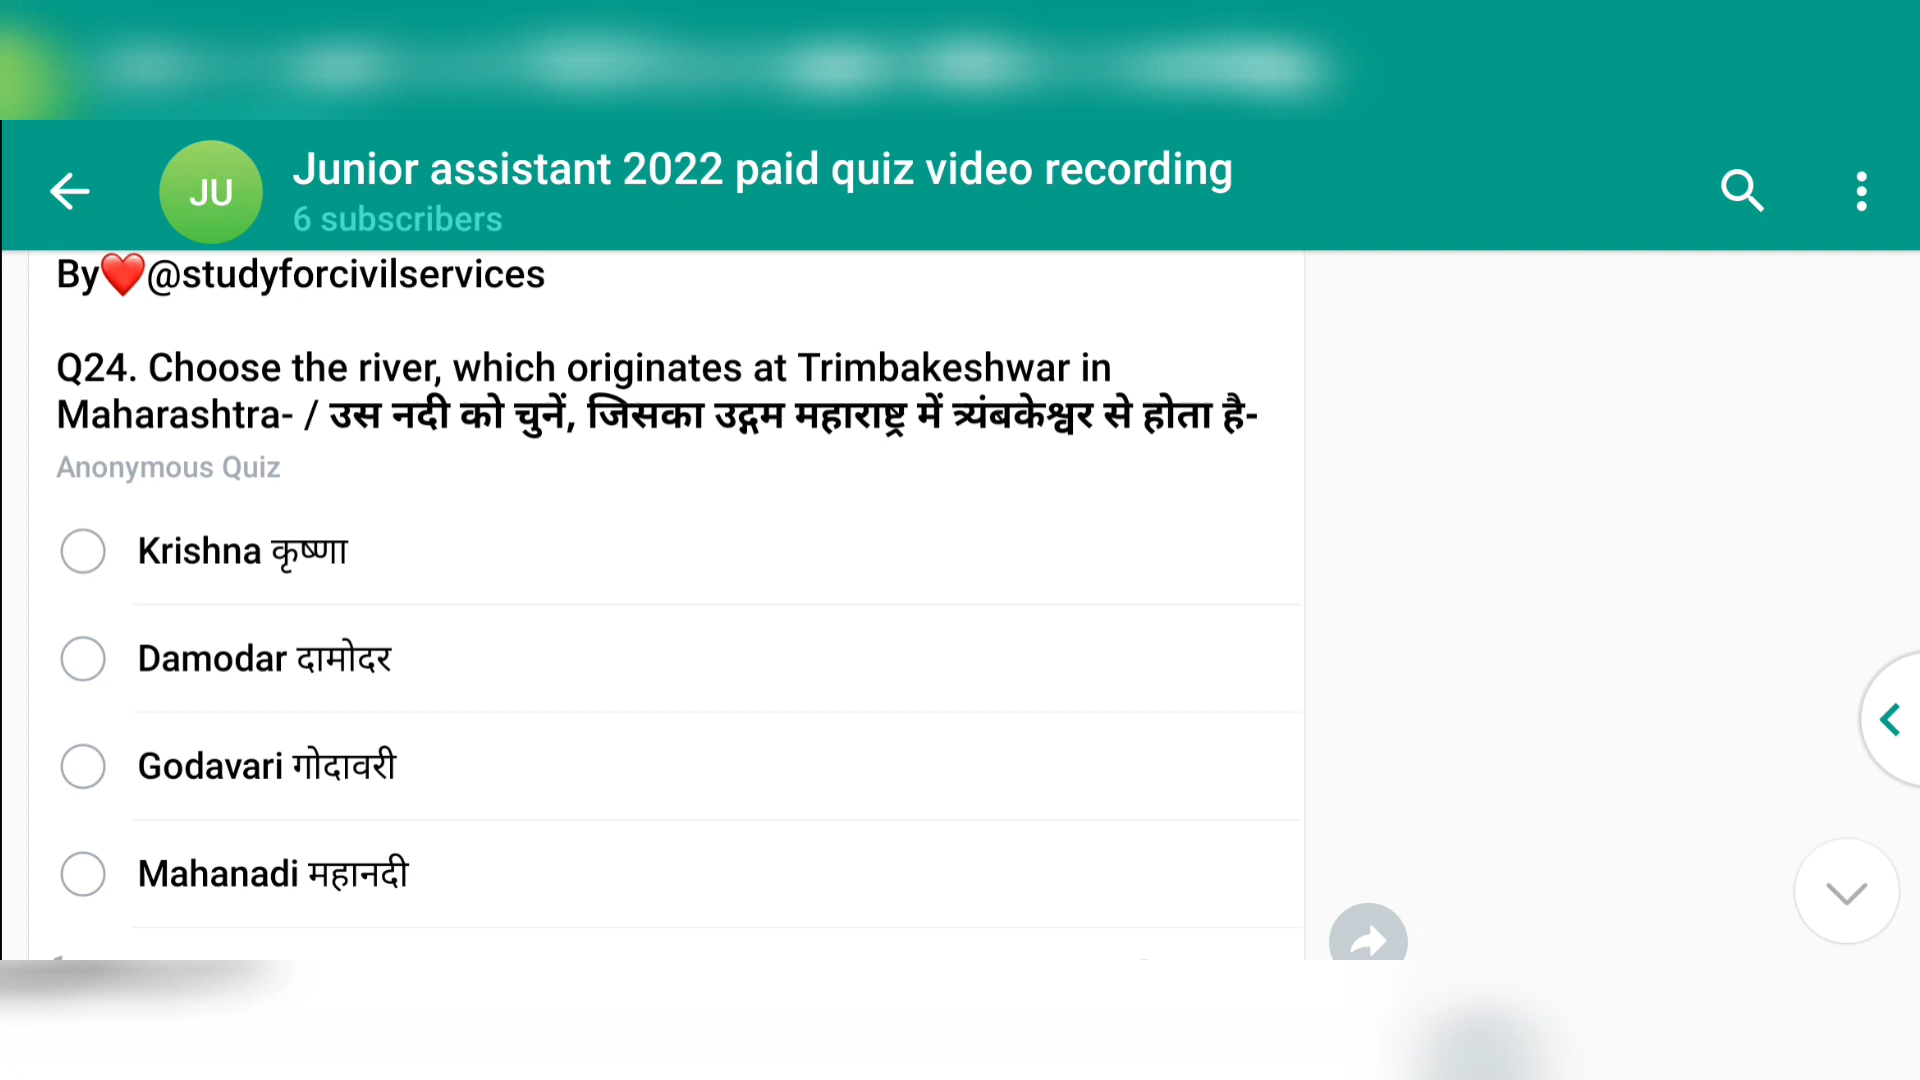 JU
Junior assistant 2022 paid quiz video recording
6 subscribers
By❤️@studyforcivilservices
Q24. Choose the river, which originates at Trimbakeshwar in
Maharashtra- / उस नदी को चुनें, जिसका उद्गम महाराष्ट्र में त्र्यंबकेश्वर से होता है-
Anonymous Quiz
Krishna कृष्णा
Damodar दामोदर
Godavari गोदावरी
Mahanadi महानदी